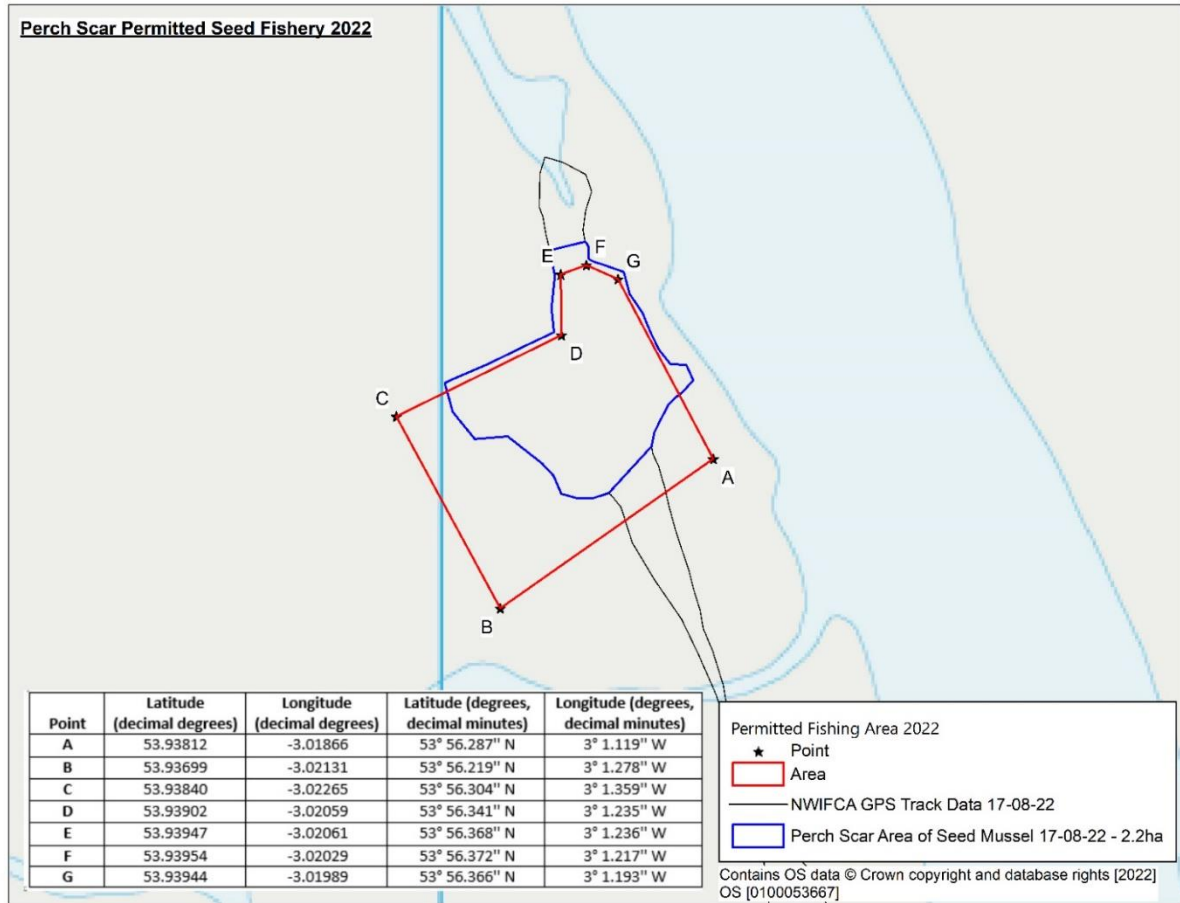 Perch Scar Permitted Seed Fishery 2022
E
F
G
D
C
A
B
Point Latitude (decimal degrees) Longitude (decimal degrees) Latitude (degrees, decimal minutes) Longitude (degrees, decimal minutes)
A 53.93812 -3.01866 53° 56.287" N 3° 1.119" W
B 53.93699 -3.02131 53° 56.219" N 3° 1.278" W
C 53.93840 -3.02265 53° 56.304" N 3° 1.359" W
D 53.93902 -3.02059 53° 56.341" N 3° 1.235" W
E 53.93947 -3.02061 53° 56.368" N 3° 1.236" W
F 53.93954 -3.02029 53° 56.372" N 3° 1.217" W
G 53.93944 -3.01989 53° 56.366" N 3° 1.193" W
Permitted Fishing Area 2022
Point
Area
NWIFCA GPS Track Data 17-08-22
Perch Scar Area of Seed Mussel 17-08-22 - 2.2ha
Contains OS data © Crown copyright and database rights [2022]
OS [0100053667]